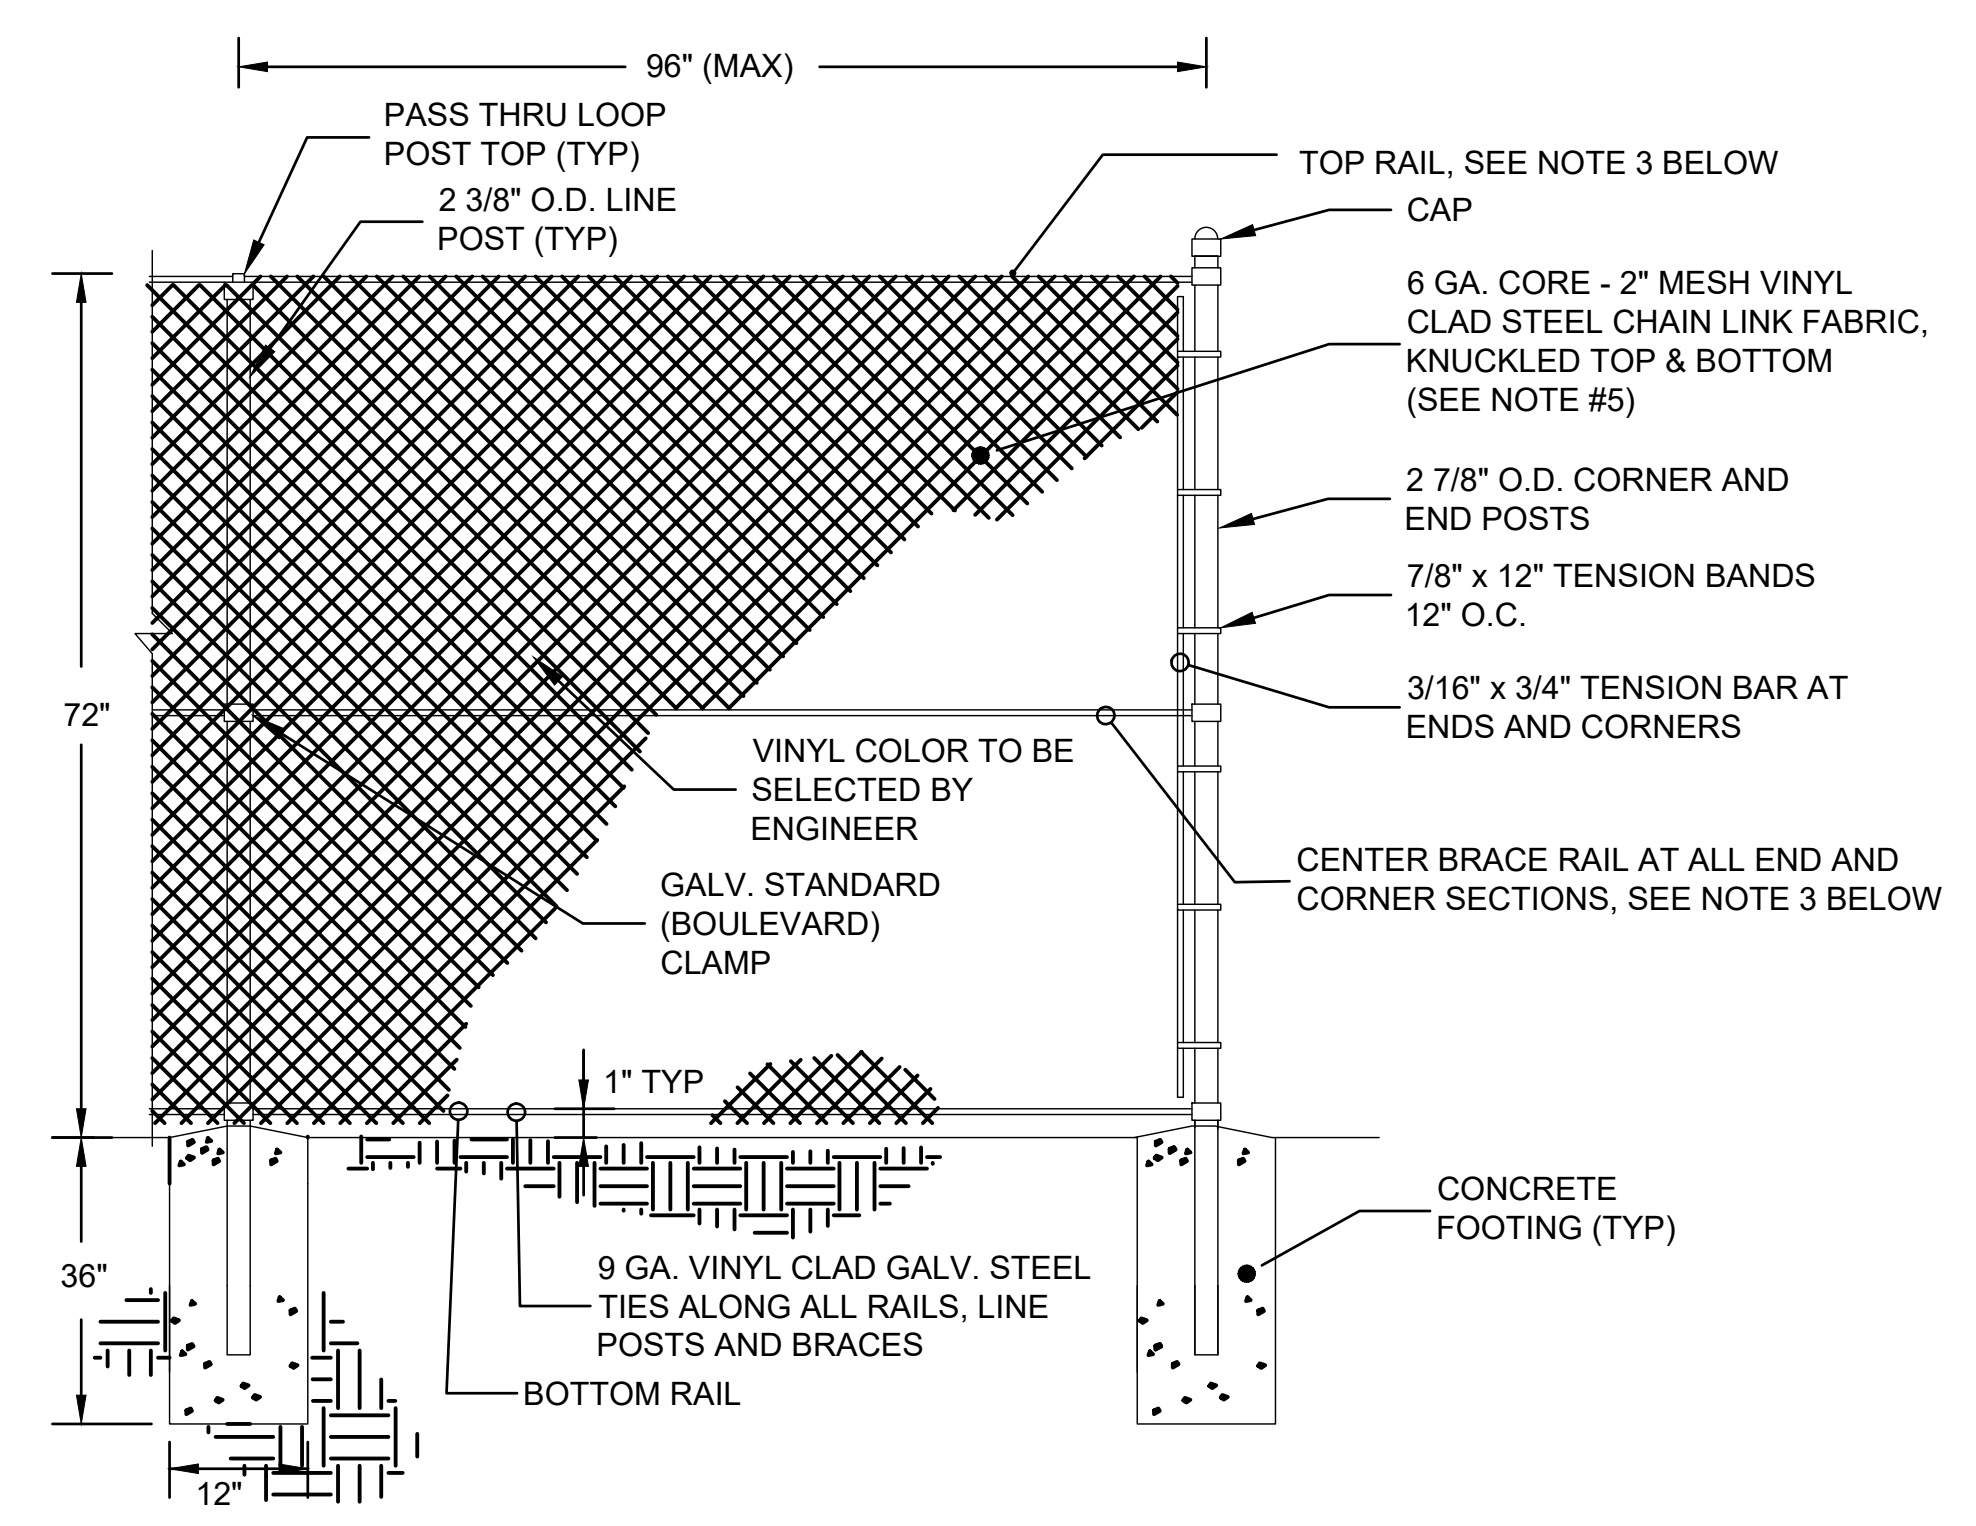 96" (MAX)
PASS THRU LOOP
POST TOP (TYP)
2 3/8" O.D. LINE
POST (TYP)
TOP RAIL, SEE NOTE 3 BELOW
CAP
6 GA. CORE - 2" MESH VINYL
CLAD STEEL CHAIN LINK FABRIC,
KNUCKLED TOP & BOTTOM
(SEE NOTE #5)
2 7/8" O.D. CORNER AND
END POSTS
7/8" x 12" TENSION BANDS
12" O.C.
3/16" x 3/4" TENSION BAR AT
ENDS AND CORNERS
72"
VINYL COLOR TO BE
SELECTED BY
ENGINEER
CENTER BRACE RAIL AT ALL END AND
CORNER SECTIONS, SEE NOTE 3 BELOW
GALV. STANDARD
(BOULEVARD)
CLAMP
1" TYP
CONCRETE
FOOTING (TYP)
36"
9 GA. VINYL CLAD GALV. STEEL
TIES ALONG ALL RAILS, LINE
POSTS AND BRACES
BOTTOM RAIL
12"